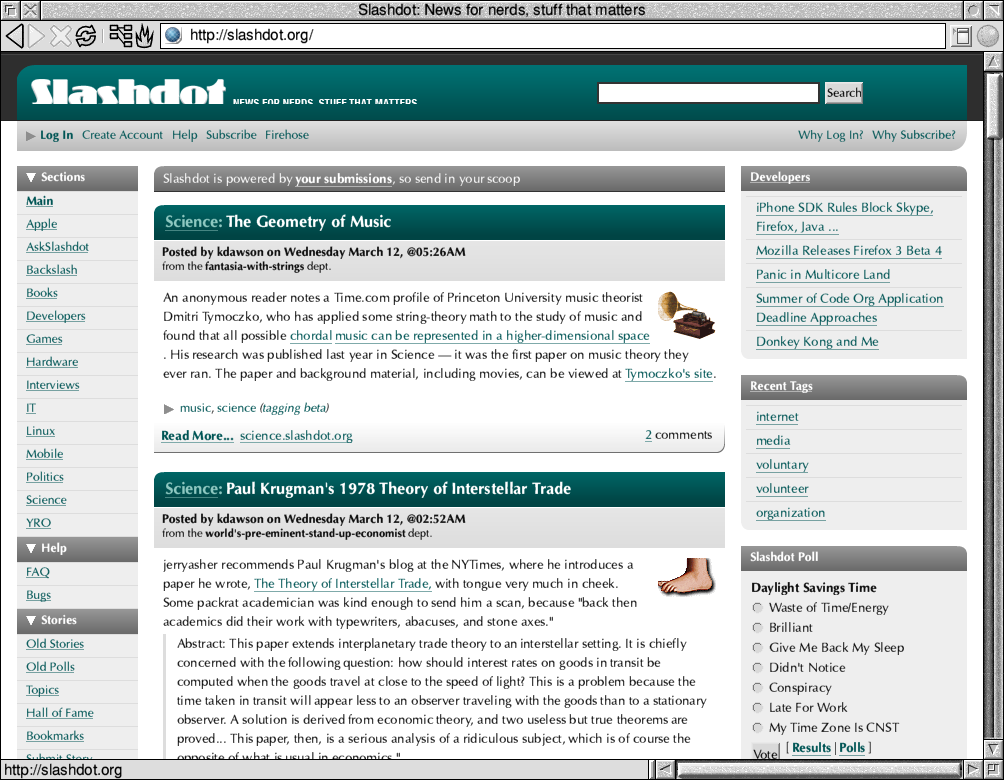 Slashdot: News for nerds, stuff that matters
http://slashdot.org/
Slashdot NEWS FOR NERDS. STUFF THAT MATTERS.
Search
Log In Create Account Help Subscribe Firehose
Why Log In? Why Subscribe?
Sections
Main
Apple
AskSlashdot
Backslash
Books
Developers
Games
Hardware
Interviews
IT
Linux
Mobile
Politics
Science
YRO
Help
FAQ
Bugs
Stories
Old Stories
Old Polls
Topics
Hall of Fame
Bookmarks
Submit Story
Slashdot is powered by your submissions, so send in your scoop
Science: The Geometry of Music
Posted by kdawson on Wednesday March 12, @05:26AM
from the fantasia-with-strings dept.
An anonymous reader notes a Time.com profile of Princeton University music theorist
Dmitri Tymoczko, who has applied some string-theory math to the study of music and
found that all possible chordal music can be represented in a higher-dimensional space
. His research was published last year in Science — it was the first paper on music theory they
ever ran. The paper and background material, including movies, can be viewed at Tymoczko's site.
music, science (tagging beta)
Read More... science.slashdot.org
2 comments
Science: Paul Krugman's 1978 Theory of Interstellar Trade
Posted by kdawson on Wednesday March 12, @02:52AM
from the world's-pre-eminent-stand-up-economist dept.
jerryasher recommends Paul Krugman's blog at the NYTimes, where he introduces a
paper he wrote, The Theory of Interstellar Trade, with tongue very much in cheek.
Some packrat academician was kind enough to send him a scan, because "back then
academics did their work with typewriters, abacuses, and stone axes."
Abstract: This paper extends interplanetary trade theory to an interstellar setting. It is chiefly
concerned with the following question: how should interest rates on goods in transit be
computed when the goods travel at close to the speed of light? This is a problem because the
time taken in transit will appear less to an observer traveling with the goods than to a stationary
observer. A solution is derived from economic theory, and two useless but true theorems are
proved... This paper, then, is a serious analysis of a ridiculous subject, which is of course the
opposite of what is usual in economics."
Developers
iPhone SDK Rules Block Skype,
Firefox, Java ...
Mozilla Releases Firefox 3 Beta 4
Panic in Multicore Land
Summer of Code Org Application
Deadline Approaches
Donkey Kong and Me
Recent Tags
internet
media
voluntary
volunteer
organization
Slashdot Poll
Daylight Savings Time
Waste of Time/Energy
Brilliant
Give Me Back My Sleep
Didn't Notice
Conspiracy
Late For Work
My Time Zone Is CNST
Vote [ Results | Polls ]
http://slashdot.org